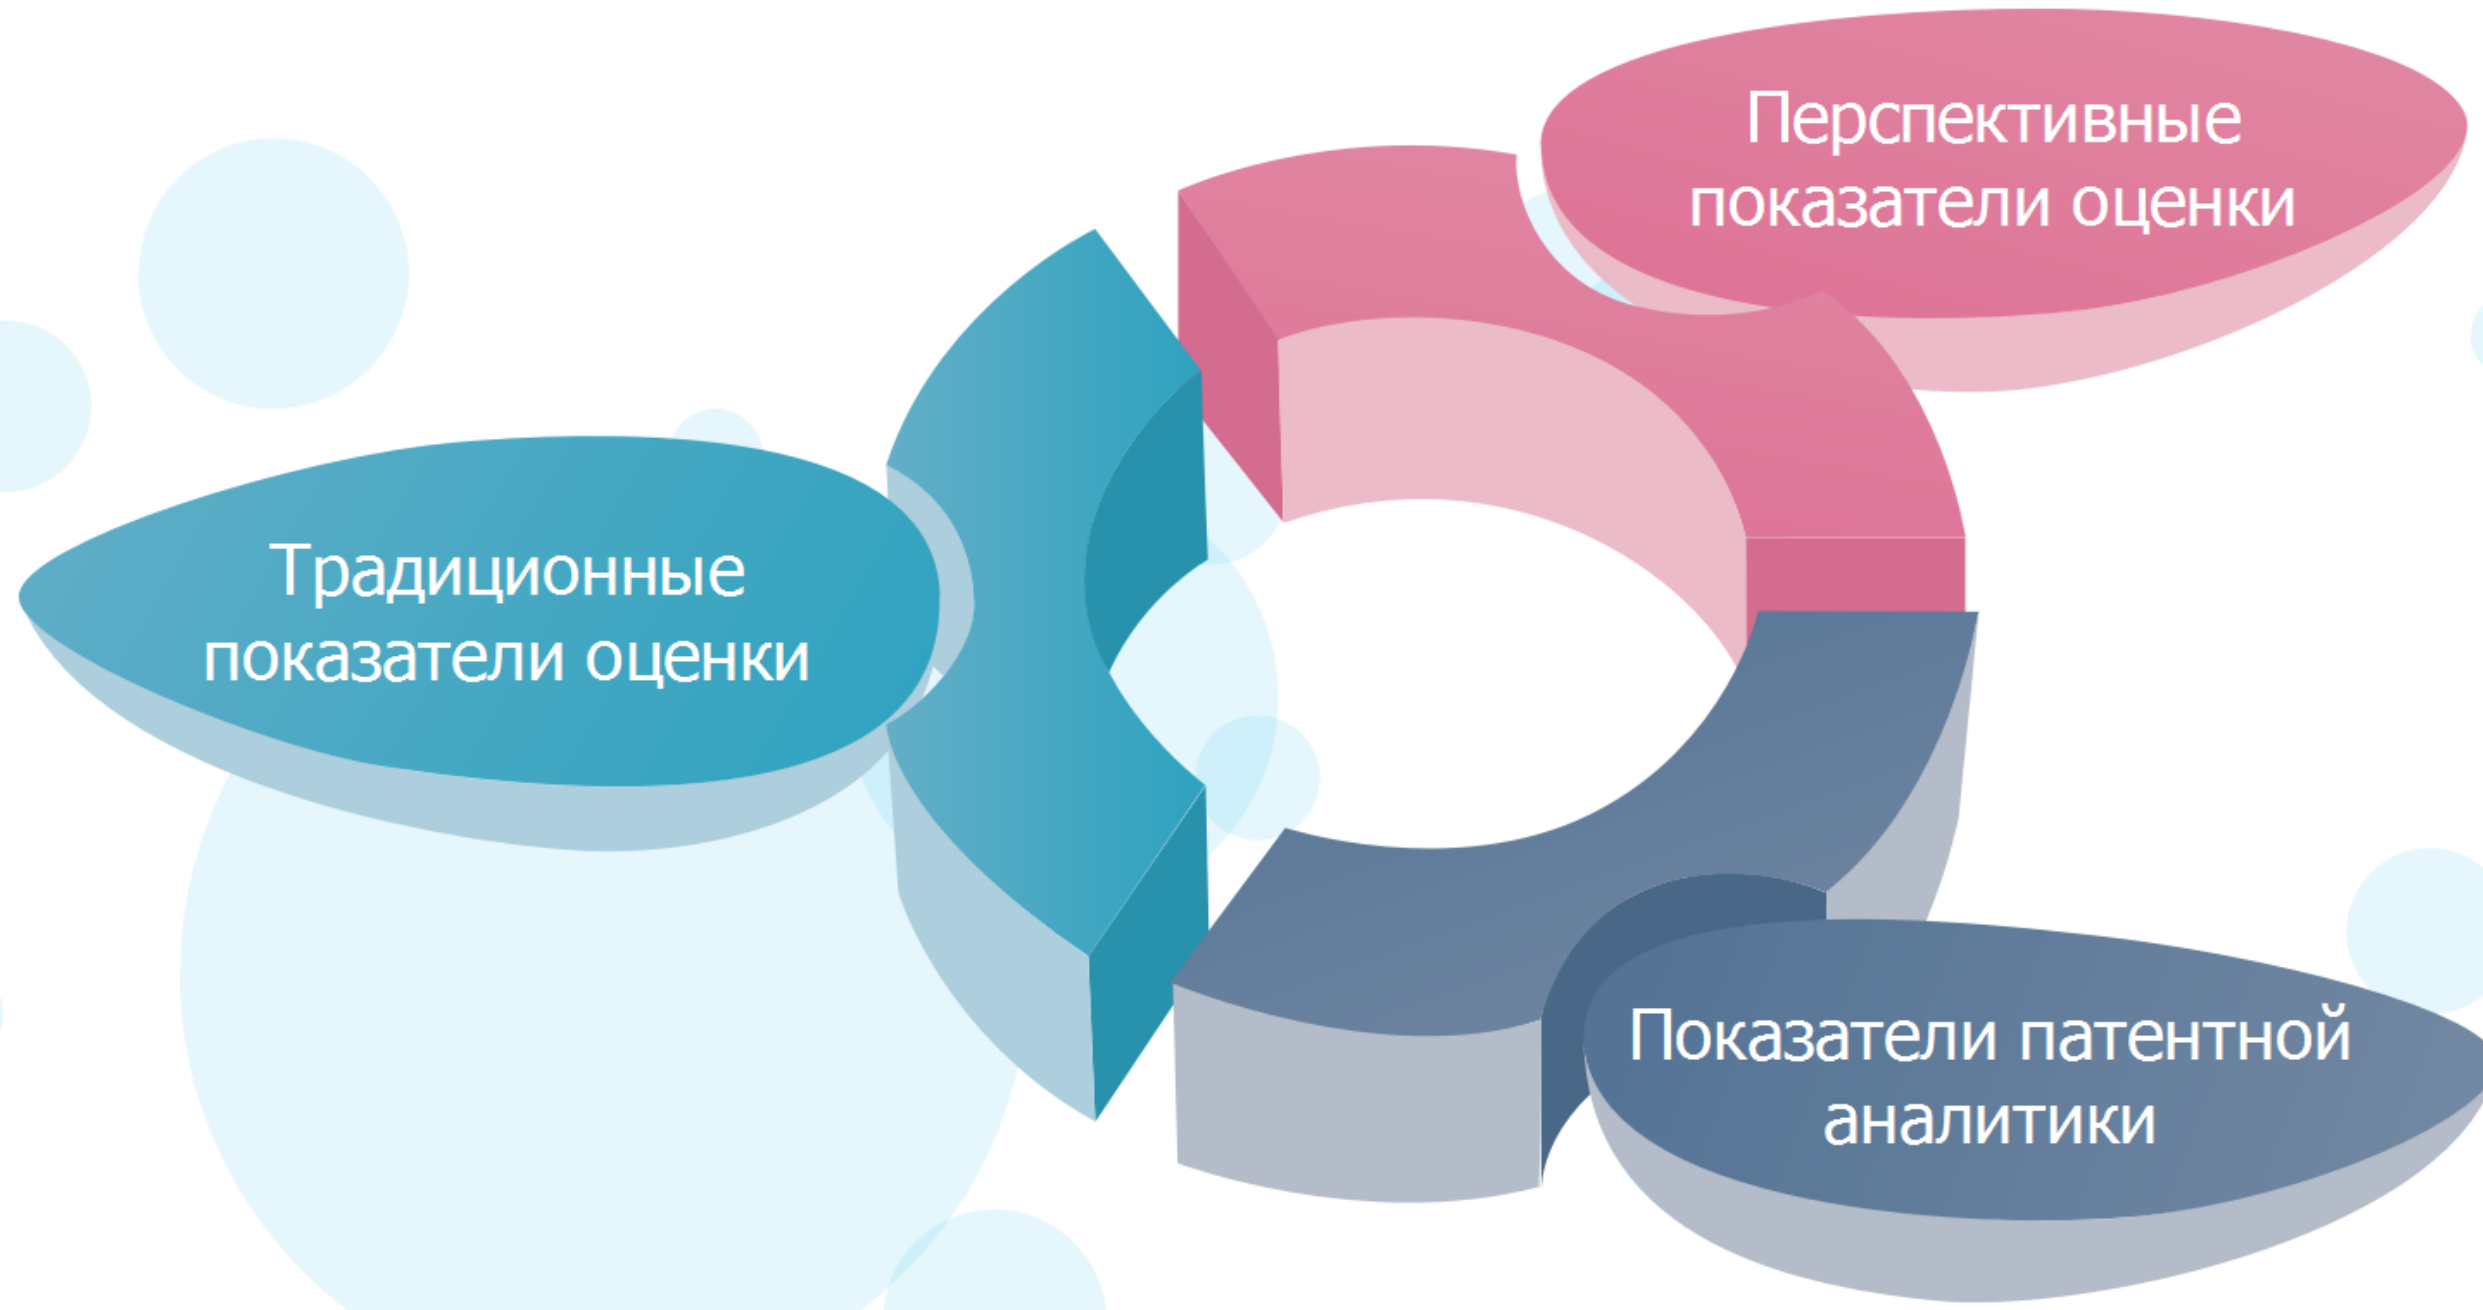 Перспективные
показатели оценки
Традиционные
показатели оценки
Показатели патентной
аналитики